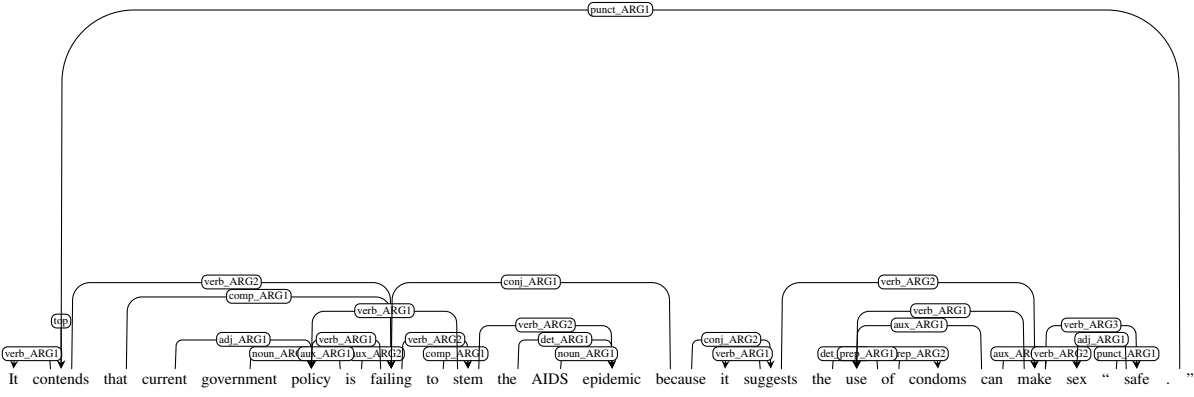 punct_ARG1
verb_ARG2 conj_ARG1 verb_ARG2
comp_ARG1
top verb_ARG1 verb_ARG1
verb_ARG2 aux_ARG1 verb_ARG3
adj_ARG1 verb_ARG1 verb_ARG2 det_ARG1 conj_ARG2 adj_ARG1
verb_ARG1 aux_ARG1 comp_ARG1 noun_ARG1 verb_ARG1 prep_ARG1 verb_ARG2 punct_ARG1
It contends that current government policy is failing to stem the AIDS epidemic because it suggests the use of condoms can make sex “ safe . ”